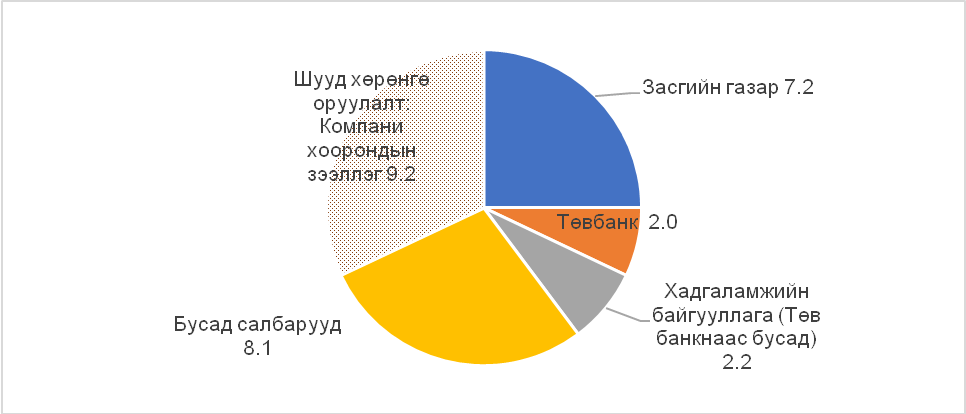 Шууд хөрөнгө
оруулалт:
Компани
хоорондын
зээллэг 9.2
Засгийн газар 7.2
Төвбанк 2.0
Хадгаламжийн
байгууллага (Төв
банкнаас бусад)
2.2
Бусад салбарууд
8.1